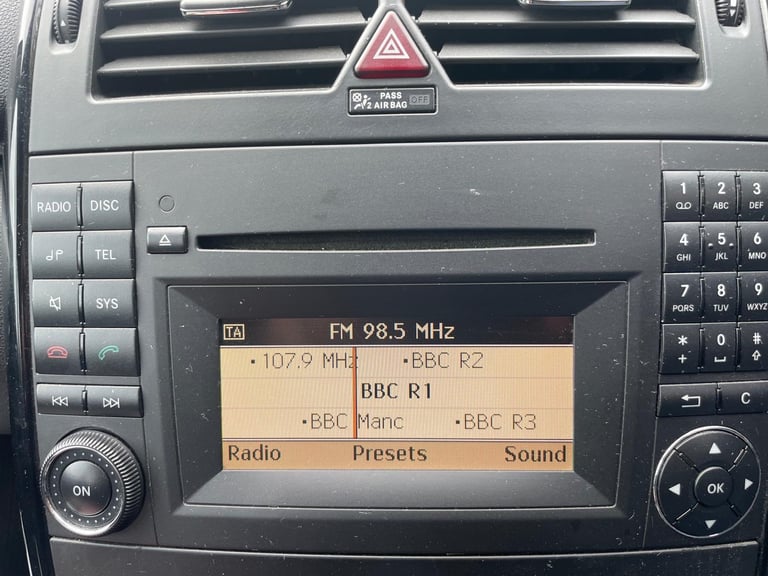 PASS
2 AIR BAG OFF
RADIO DISC
TEL
SYS
ON
TA FM 98.5 MHz
• 107.9 MHz • BBC R2
BBC R1
• BBC Manc • BBC R3
Radio Presets Sound
1 2 ABC 3 DEF
4 GHI 5 JKL 6 MNO
7 PQRS 8 TUV 9 WXYZ
* + 0 #
C
OK